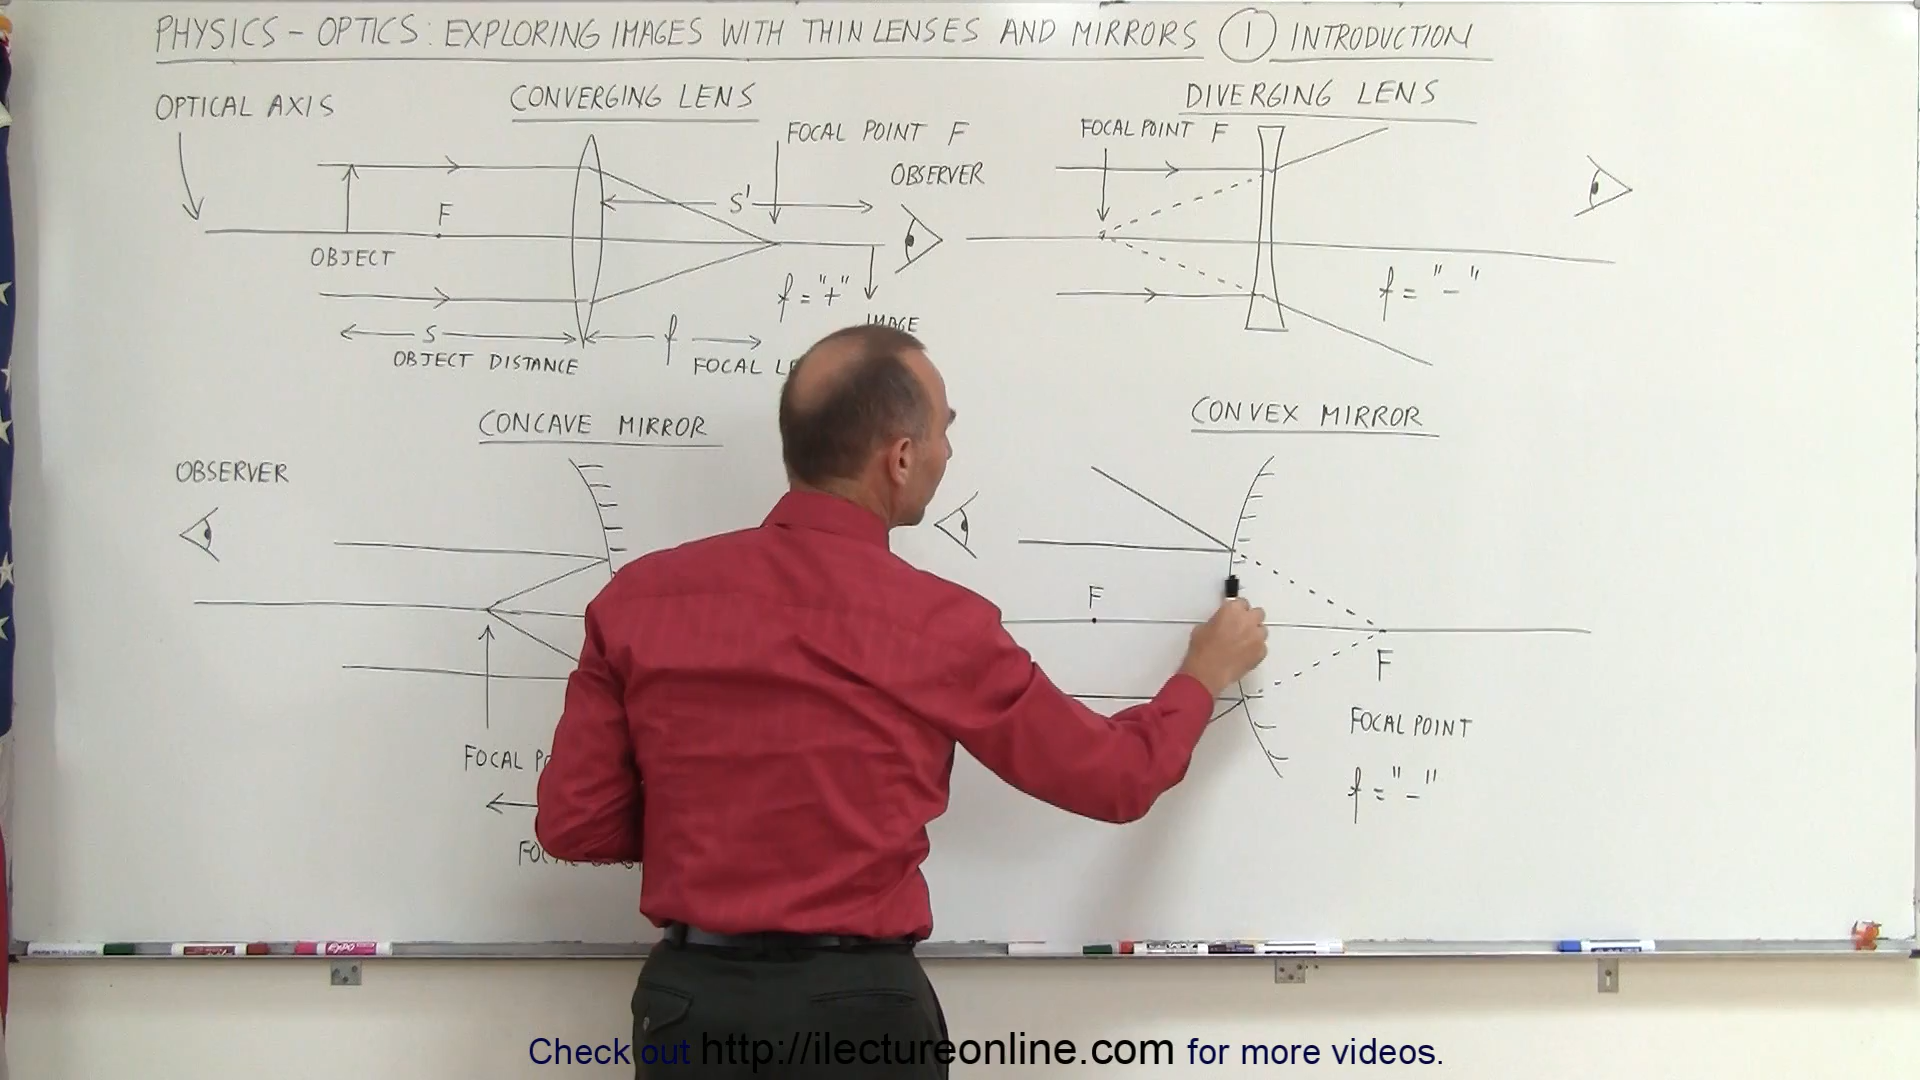 PHYSICS - OPTICS: EXPLORING IMAGES WITH THIN LENSES AND MIRRORS 1 INTRODUCTION
OPTICAL AXIS
CONVERGING LENS
FOCAL POINT F
OBSERVER
F
S'
OBJECT
f = "+"
IMAGE
S
f
OBJECT DISTANCE
FOCAL
DIVERGING LENS
FOCAL POINT F
f = "-"
CONCAVE MIRROR
OBSERVER
FOCAL
CONVEX MIRROR
F
F
FOCAL POINT
f = "-"
EXPO
Check out http://ilectureonline.com for more videos.